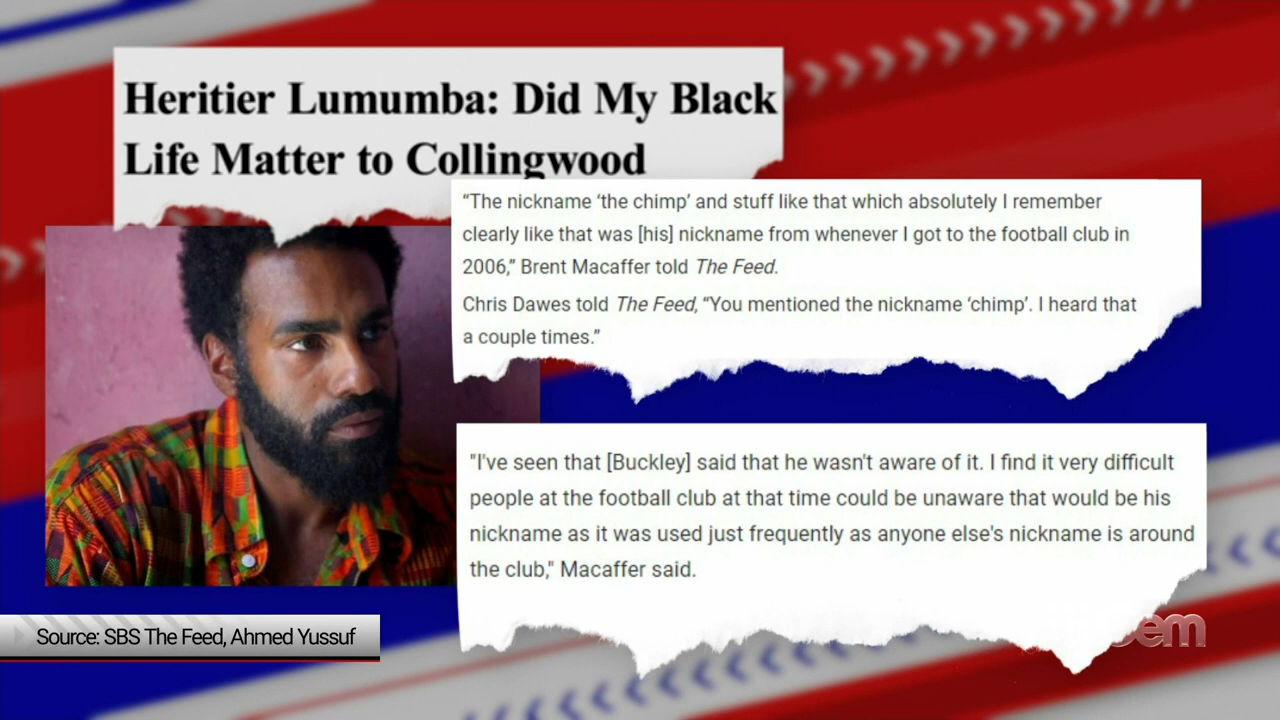 Heritier Lumumba: Did My Black
Life Matter to Collingwood
“The nickname ‘the chimp’ and stuff like that which absolutely I remember
clearly like that was [his] nickname from whenever I got to the football club in
2006,” Brent Macaffer told The Feed.
Chris Dawes told The Feed, “You mentioned the nickname ‘chimp’. I heard that
a couple times.”
"I've seen that [Buckley] said that he wasn't aware of it. I find it very difficult
people at the football club at that time could be unaware that would be his
nickname as it was used just frequently as anyone else's nickname is around
the club," Macaffer said.
Source: SBS The Feed, Ahmed Yussuf